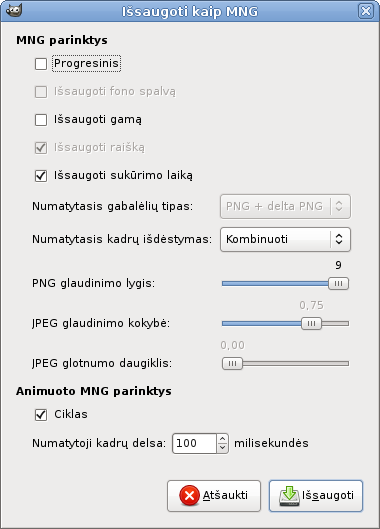 Išsaugoti kaip MNG
MNG parinktys
Progresinis
Išsaugoti fono spalvą
Išsaugoti gamą
Išsaugoti raišką
Išsaugoti sukūrimo laiką
Numatytasis gabalėlių tipas: PNG + delta PNG
Numatytasis kadrų išdėstymas: Kombinuoti
9
PNG glaudinimo lygis:
0,75
JPEG glaudinimo kokybė:
0,00
JPEG glotnumo daugiklis:
Animuoto MNG parinktys
Ciklas
Numatytoji kadrų delsa: 100 milisekundės
Atšaukti Išsaugoti